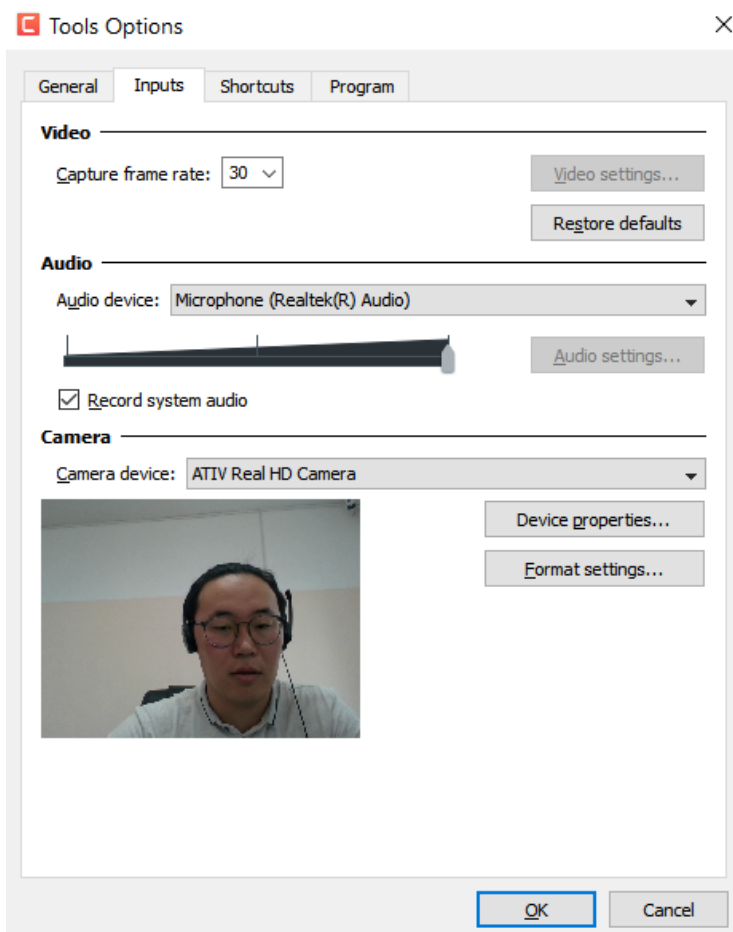 Tools Options
General Inputs Shortcuts Program
Video
Capture frame rate: 30 Video settings...
Restore defaults
Audio
Audio device: Microphone (Realtek(R) Audio)
Audio settings...
Record system audio
Camera
Camera device: ATIV Real HD Camera
Device properties...
Format settings...
OK Cancel